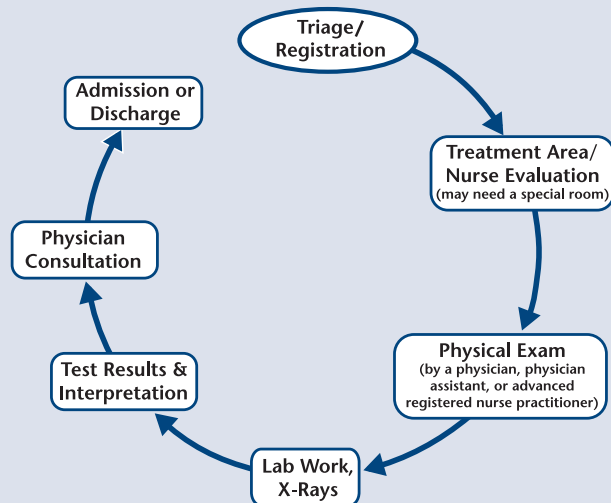 Triage/
Registration
Treatment Area/
Nurse Evaluation
(may need a special room)
Physical Exam
(by a physician, physician
assistant, or advanced
registered nurse practitioner)
Lab Work,
X-Rays
Test Results &
Interpretation
Physician
Consultation
Admission or
Discharge